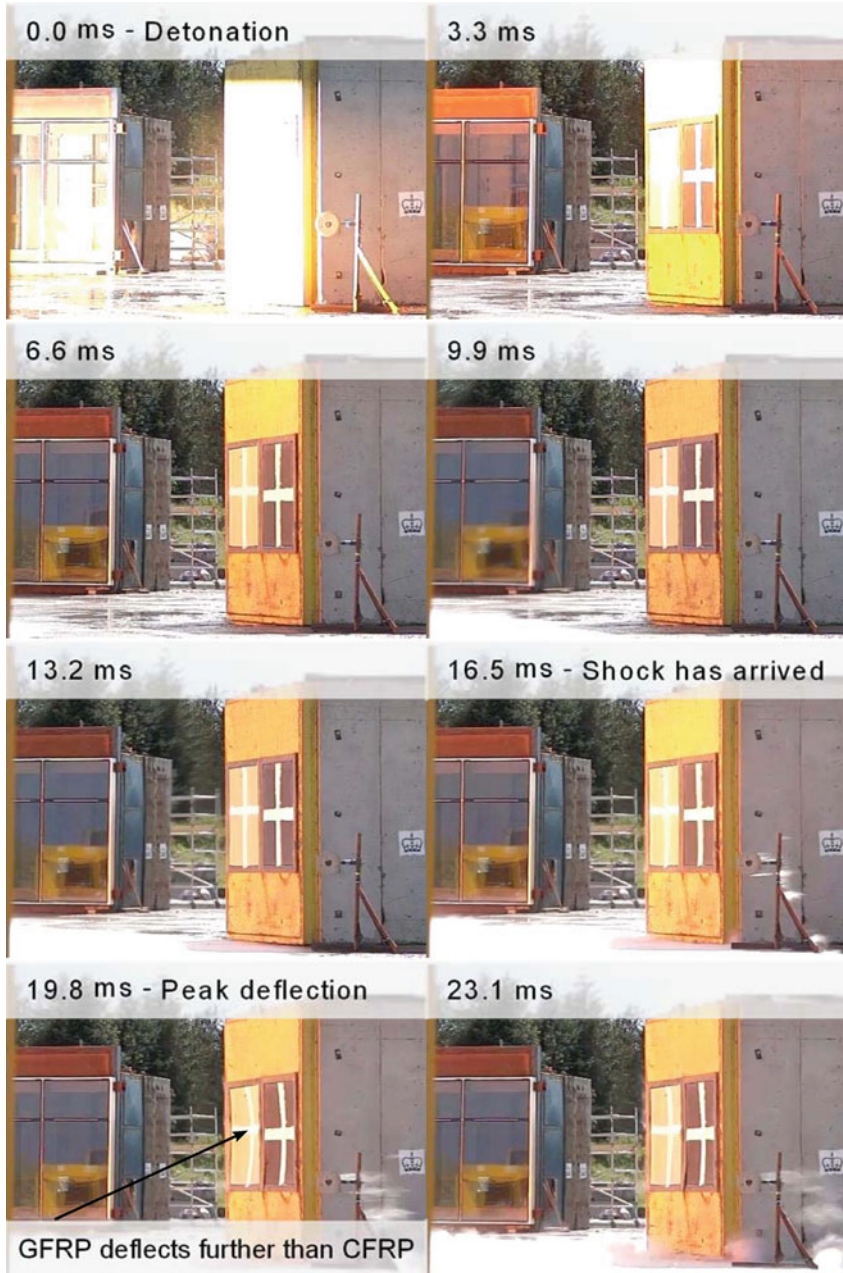 0.0 ms - Detonation
3.3 ms
6.6 ms
9.9 ms
13.2 ms
16.5 ms - Shock has arrived
19.8 ms - Peak deflection
23.1 ms
GFRP deflects further than CFRP